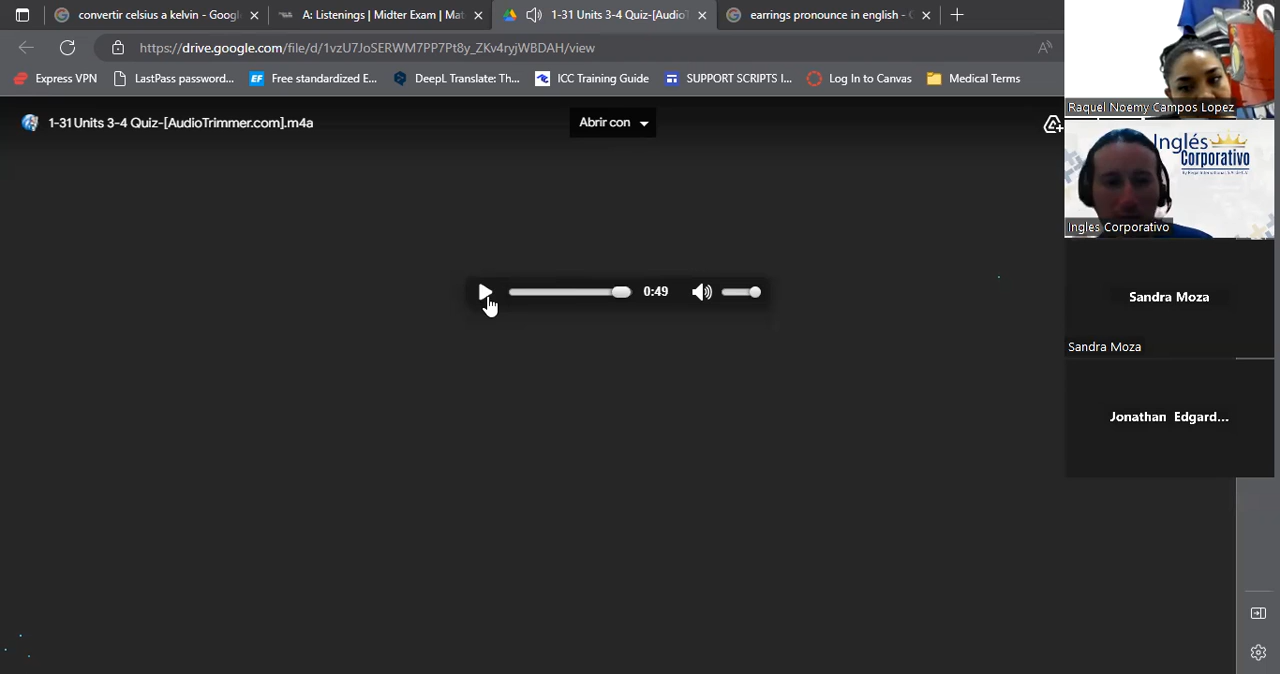 convertir celsius a kelvin - Googl
A: Listenings | Midter Exam | Mat
1-31 Units 3-4 Quiz-[AudioT
earrings pronounce in english - G
https://drive.google.com/file/d/1vzU7JoSERWM7PP7Pt8y_ZKv4ryjWBDAH/view
Express VPN
LastPass password...
EF Free standardized E...
DeepL Translate: Th...
ICC Training Guide
SUPPORT SCRIPTS I...
Log In to Canvas
Medical Terms
1-31 Units 3-4 Quiz-[AudioTrimmer.com].m4a
Abrir con
0:49
Raquel Noemy Campos Lopez
Inglés
Corporativo
Ingles Corporativo
Sandra Moza
Sandra Moza
Jonathan Edgard...